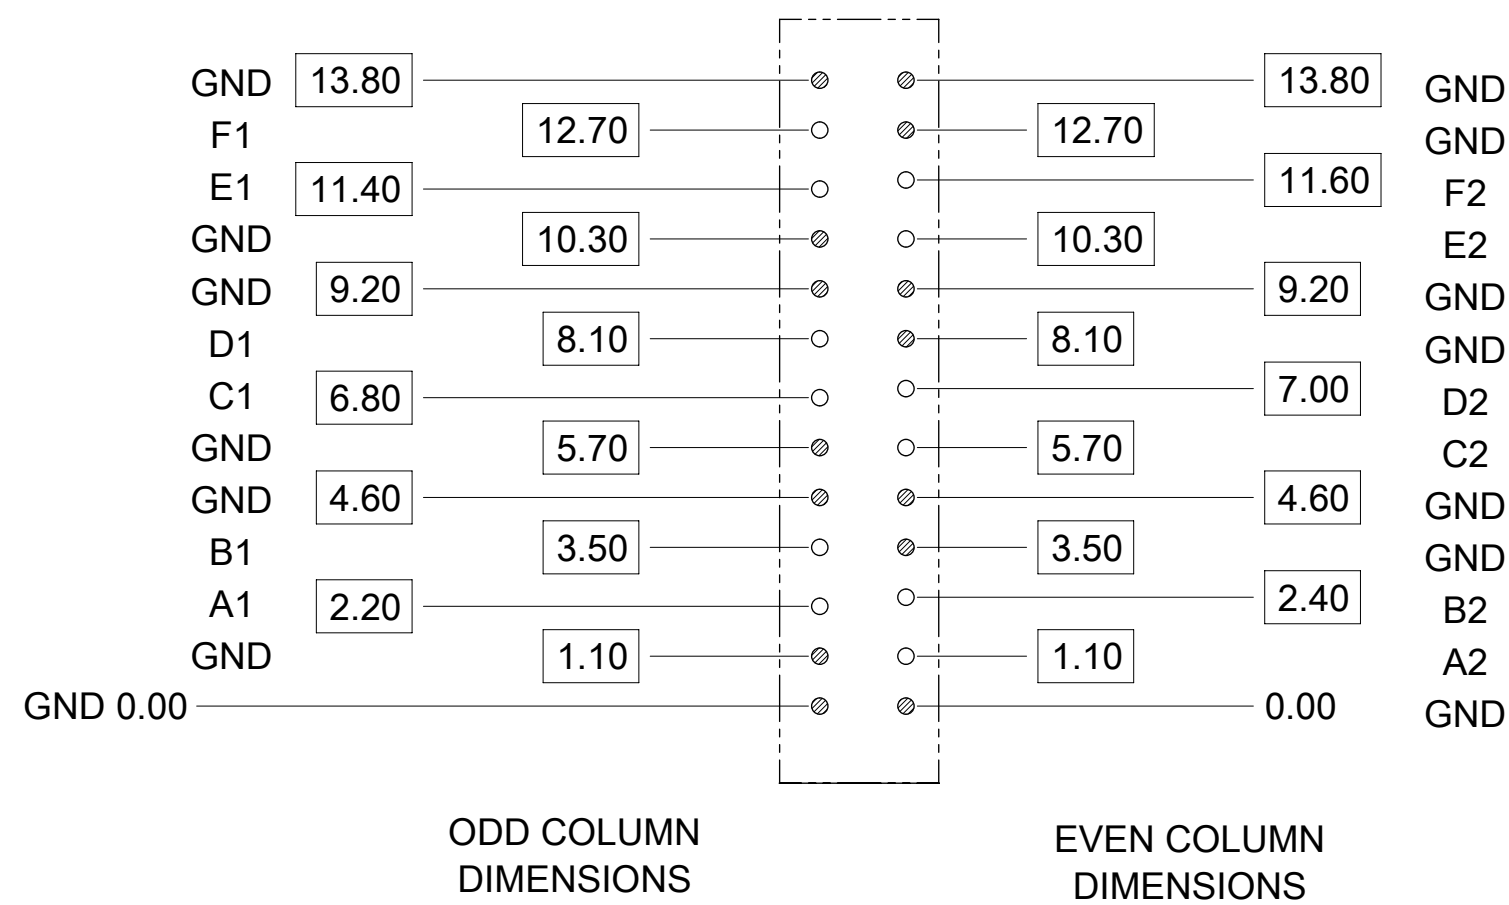 GND 13.80 13.80 GND
F1 12.70 12.70 GND
E1 11.40 11.60 F2
GND 10.30 10.30 E2
GND 9.20 9.20 GND
D1 8.10 8.10 GND
C1 6.80 7.00 D2
GND 5.70 5.70 C2
GND 4.60 4.60 GND
B1 3.50 3.50 GND
A1 2.20 2.40 B2
GND 1.10 1.10 A2
GND 0.00 0.00 GND
ODD COLUMN
DIMENSIONS
EVEN COLUMN
DIMENSIONS